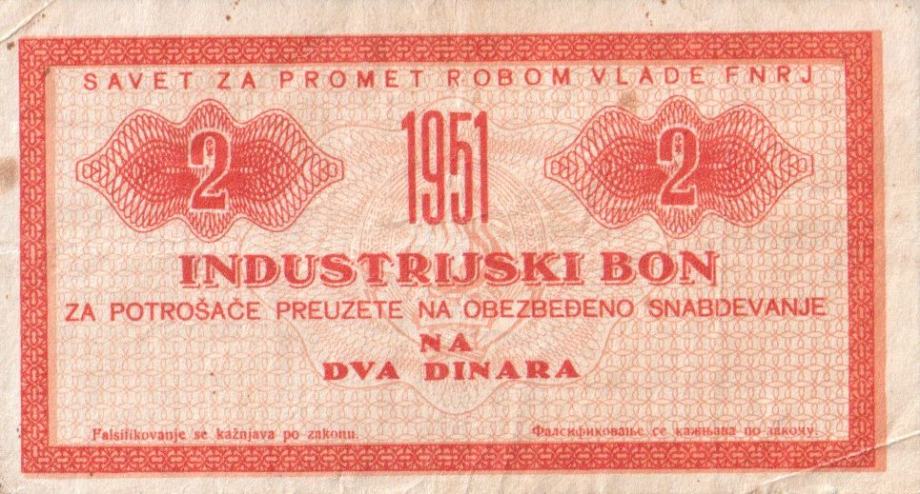 SAVET ZA PROMET ROBOM VLADE FNRJ
2 1951 2
INDUSTRIJSKI BON
ZA POTROŠAČE PREUZETE NA OBEZBEĐENO SNABDEVANJE
NA
DVA DINARA
Falsifikovanje se kažnjava po zakonu. Фалсификовање се кажњава по закону.